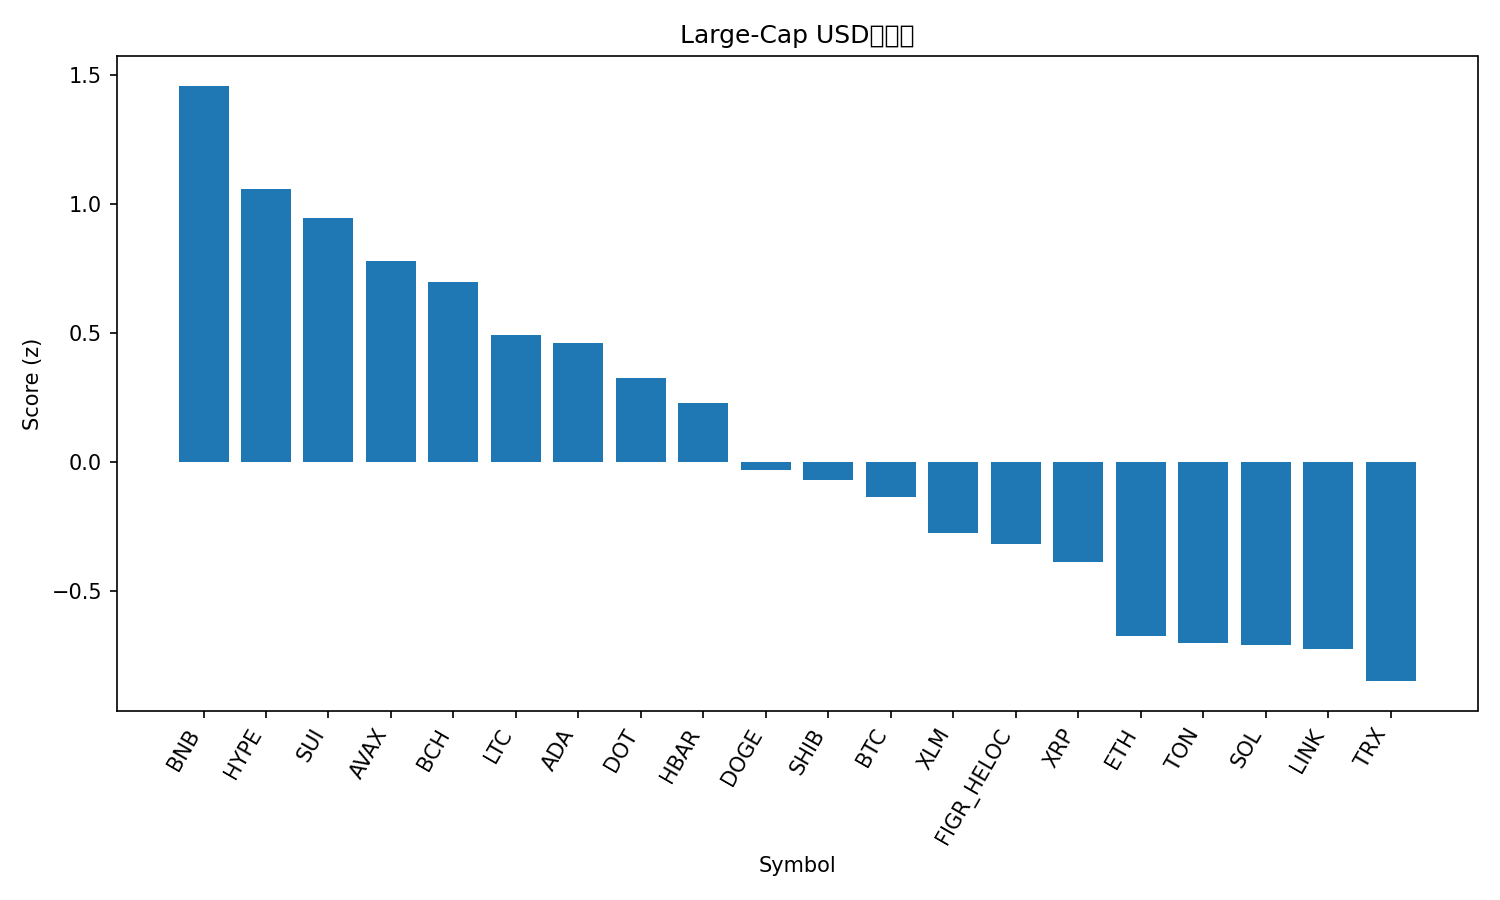 Large-Cap USD
1.5
1.0
0.5
0.0
−0.5
Score (z)
BNB
HYPE
SUI
AVAX
BCH
LTC
ADA
DOT
HBAR
DOGE
SHIB
BTC
XLM
FIGR_HELOC
XRP
ETH
TON
SOL
LINK
TRX
Symbol